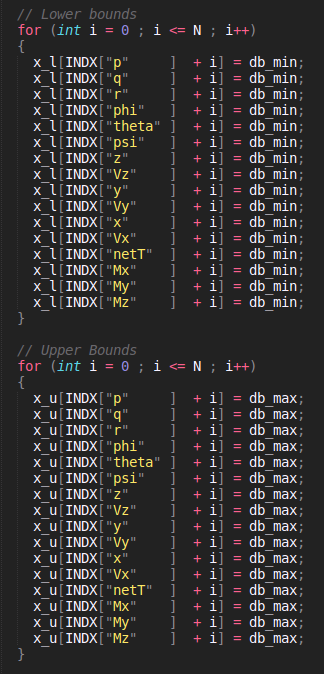 // Lower bounds
for (int i = 0 ; i <= N ; i++)
{
  x_l[INDX["p"     ]  + i] = db_min;
  x_l[INDX["q"     ]  + i] = db_min;
  x_l[INDX["r"     ]  + i] = db_min;
  x_l[INDX["phi"   ]  + i] = db_min;
  x_l[INDX["theta" ]  + i] = db_min;
  x_l[INDX["psi"   ]  + i] = db_min;
  x_l[INDX["z"     ]  + i] = db_min;
  x_l[INDX["Vz"    ]  + i] = db_min;
  x_l[INDX["y"     ]  + i] = db_min;
  x_l[INDX["Vy"    ]  + i] = db_min;
  x_l[INDX["x"     ]  + i] = db_min;
  x_l[INDX["Vx"    ]  + i] = db_min;
  x_l[INDX["netT"  ]  + i] = db_min;
  x_l[INDX["Mx"    ]  + i] = db_min;
  x_l[INDX["My"    ]  + i] = db_min;
  x_l[INDX["Mz"    ]  + i] = db_min;
}

// Upper Bounds
for (int i = 0 ; i <= N ; i++)
{
  x_u[INDX["p"     ]  + i] = db_max;
  x_u[INDX["q"     ]  + i] = db_max;
  x_u[INDX["r"     ]  + i] = db_max;
  x_u[INDX["phi"   ]  + i] = db_max;
  x_u[INDX["theta" ]  + i] = db_max;
  x_u[INDX["psi"   ]  + i] = db_max;
  x_u[INDX["z"     ]  + i] = db_max;
  x_u[INDX["Vz"    ]  + i] = db_max;
  x_u[INDX["y"     ]  + i] = db_max;
  x_u[INDX["Vy"    ]  + i] = db_max;
  x_u[INDX["x"     ]  + i] = db_max;
  x_u[INDX["Vx"    ]  + i] = db_max;
  x_u[INDX["netT"  ]  + i] = db_max;
  x_u[INDX["Mx"    ]  + i] = db_max;
  x_u[INDX["My"    ]  + i] = db_max;
  x_u[INDX["Mz"    ]  + i] = db_max;
}